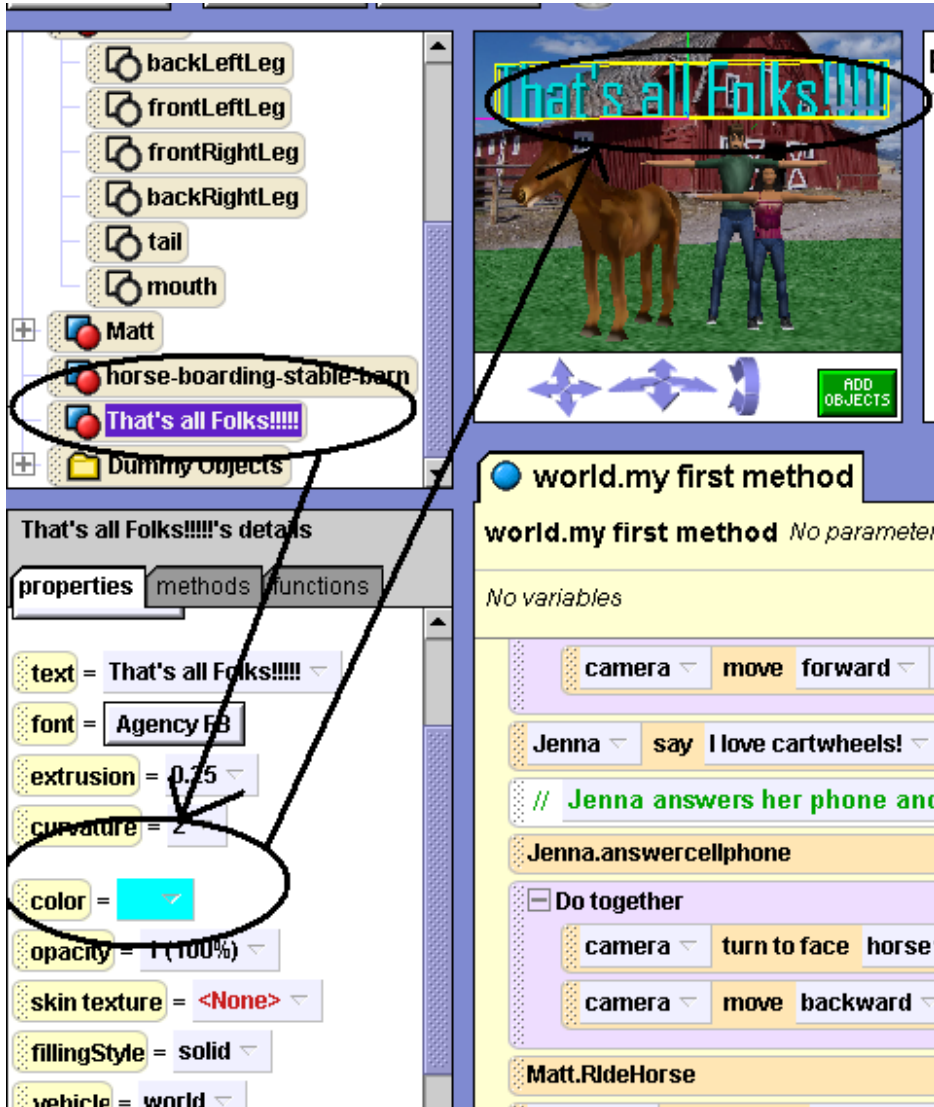 backLeftLeg
frontLeftLeg
frontRightLeg
backRightLeg
tail
mouth
Matt
horse-boarding-stable-barn
That's all Folks!!!!!
Dummy Objects
That's all Folks!!!!!
ADD
OBJECTS
That's all Folks!!!!!'s details
properties methods functions
text = That's all Folks!!!!!
font = Agency FB
extrusion = 0.25
curvature = 2
color =
opacity = 1 (100%)
skin texture = <None>
fillingStyle = solid
vehicle = world
world.my first method
world.my first method No parameter
No variables
camera move forward
Jenna say I love cartwheels!
// Jenna answers her phone and
Jenna.answercellphone
Do together
camera turn to face horse
camera move backward
Matt.RIdeHorse